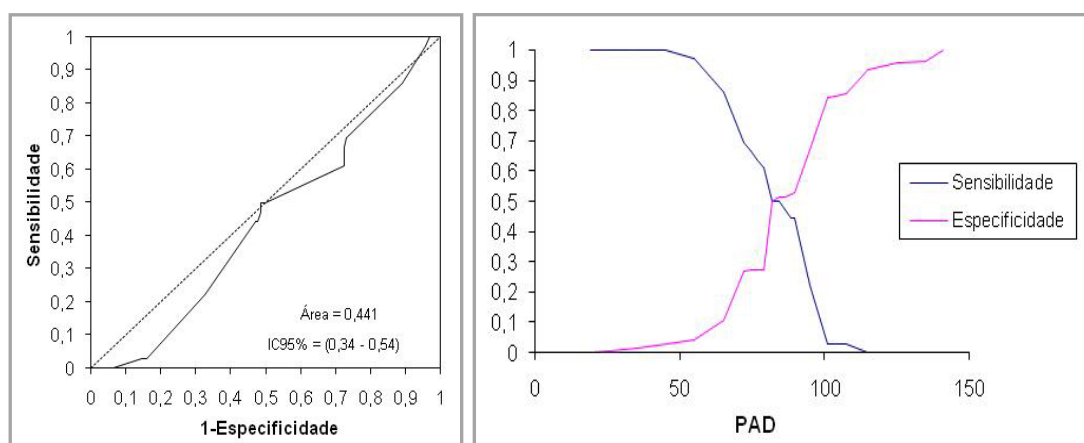 1
0,9
0,8
0,7
0,6
0,5
0,4
0,3
0,2
0,1
0
Sensibilidade
Área = 0,441
IC95% = (0,34 - 0,54)
0 0,1 0,2 0,3 0,4 0,5 0,6 0,7 0,8 0,9 1
1-Especificidade
1
0,9
0,8
0,7
0,6
0,5
0,4
0,3
0,2
0,1
0
0 50 100 150
PAD
Sensibilidade
Especificidade